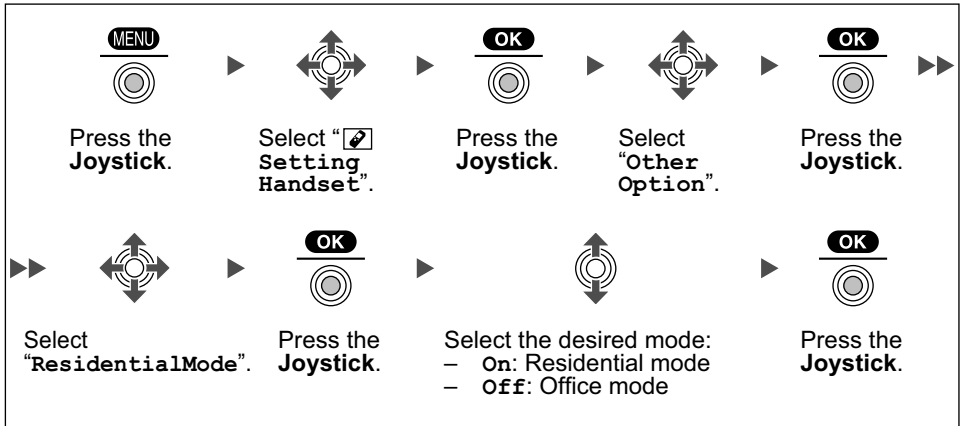 MENU
OK
OK
Press the
Joystick.
Select “
Setting
Handset”.
Press the
Joystick.
Select
“Other
Option”.
Press the
Joystick.
OK
OK
Select
“ResidentialMode”.
Press the
Joystick.
Select the desired mode:
– On: Residential mode
– Off: Office mode
Press the
Joystick.